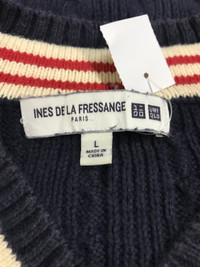 INES DE LA FRESSANGE
PARIS
UNI
QLO
L
MADE IN
CHINA